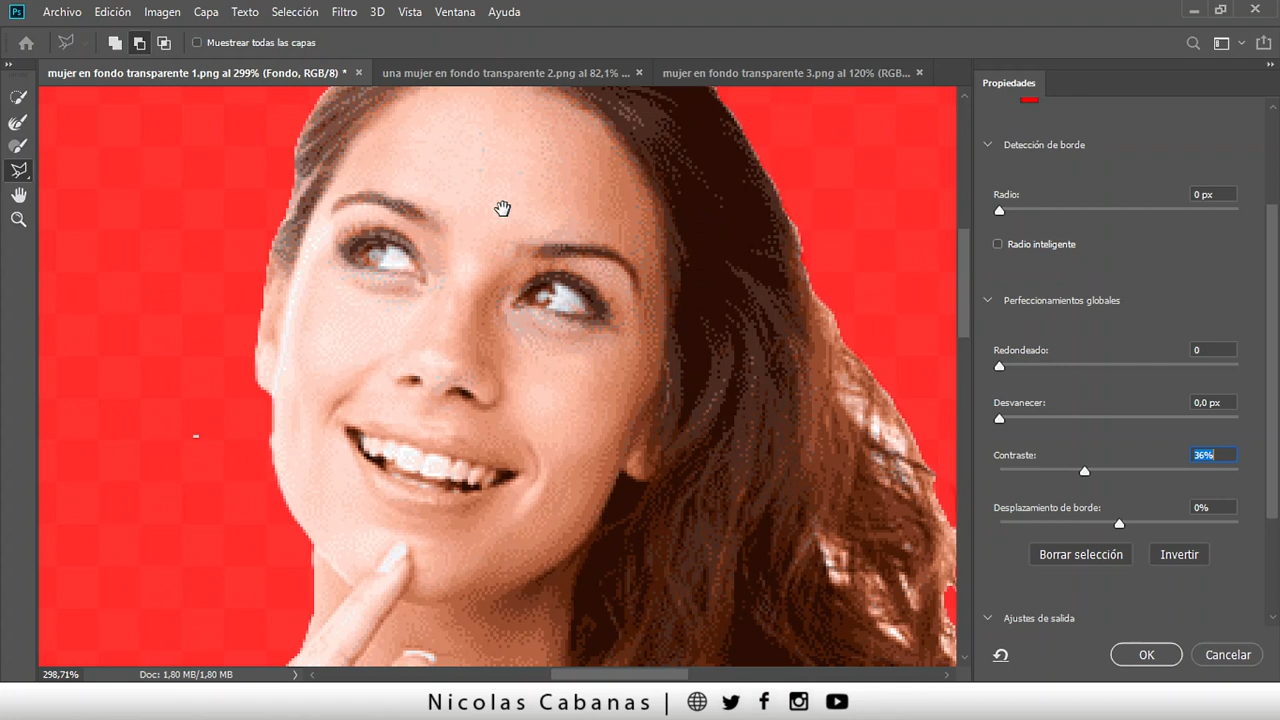 Ps Archivo Edición Imagen Capa Texto Selección Filtro 3D Vista Ventana Ayuda
Muestrear todas las capas
mujer en fondo transparente 1.png al 299% (Fondo, RGB/8) * × una mujer en fondo transparente 2.png al 82,1% ... × mujer en fondo transparente 3.png al 120% (RGB... ×
Propiedades
Detección de borde
Radio: 0 px
Radio inteligente
Perfeccionamientos globales
Redondeado: 0
Desvanecer: 0,0 px
Contraste: 36%
Desplazamiento de borde: 0%
Borrar selección Invertir
Ajustes de salida
OK Cancelar
298,71% Doc: 1,80 MB/1,80 MB
Nicolas Cabanas |